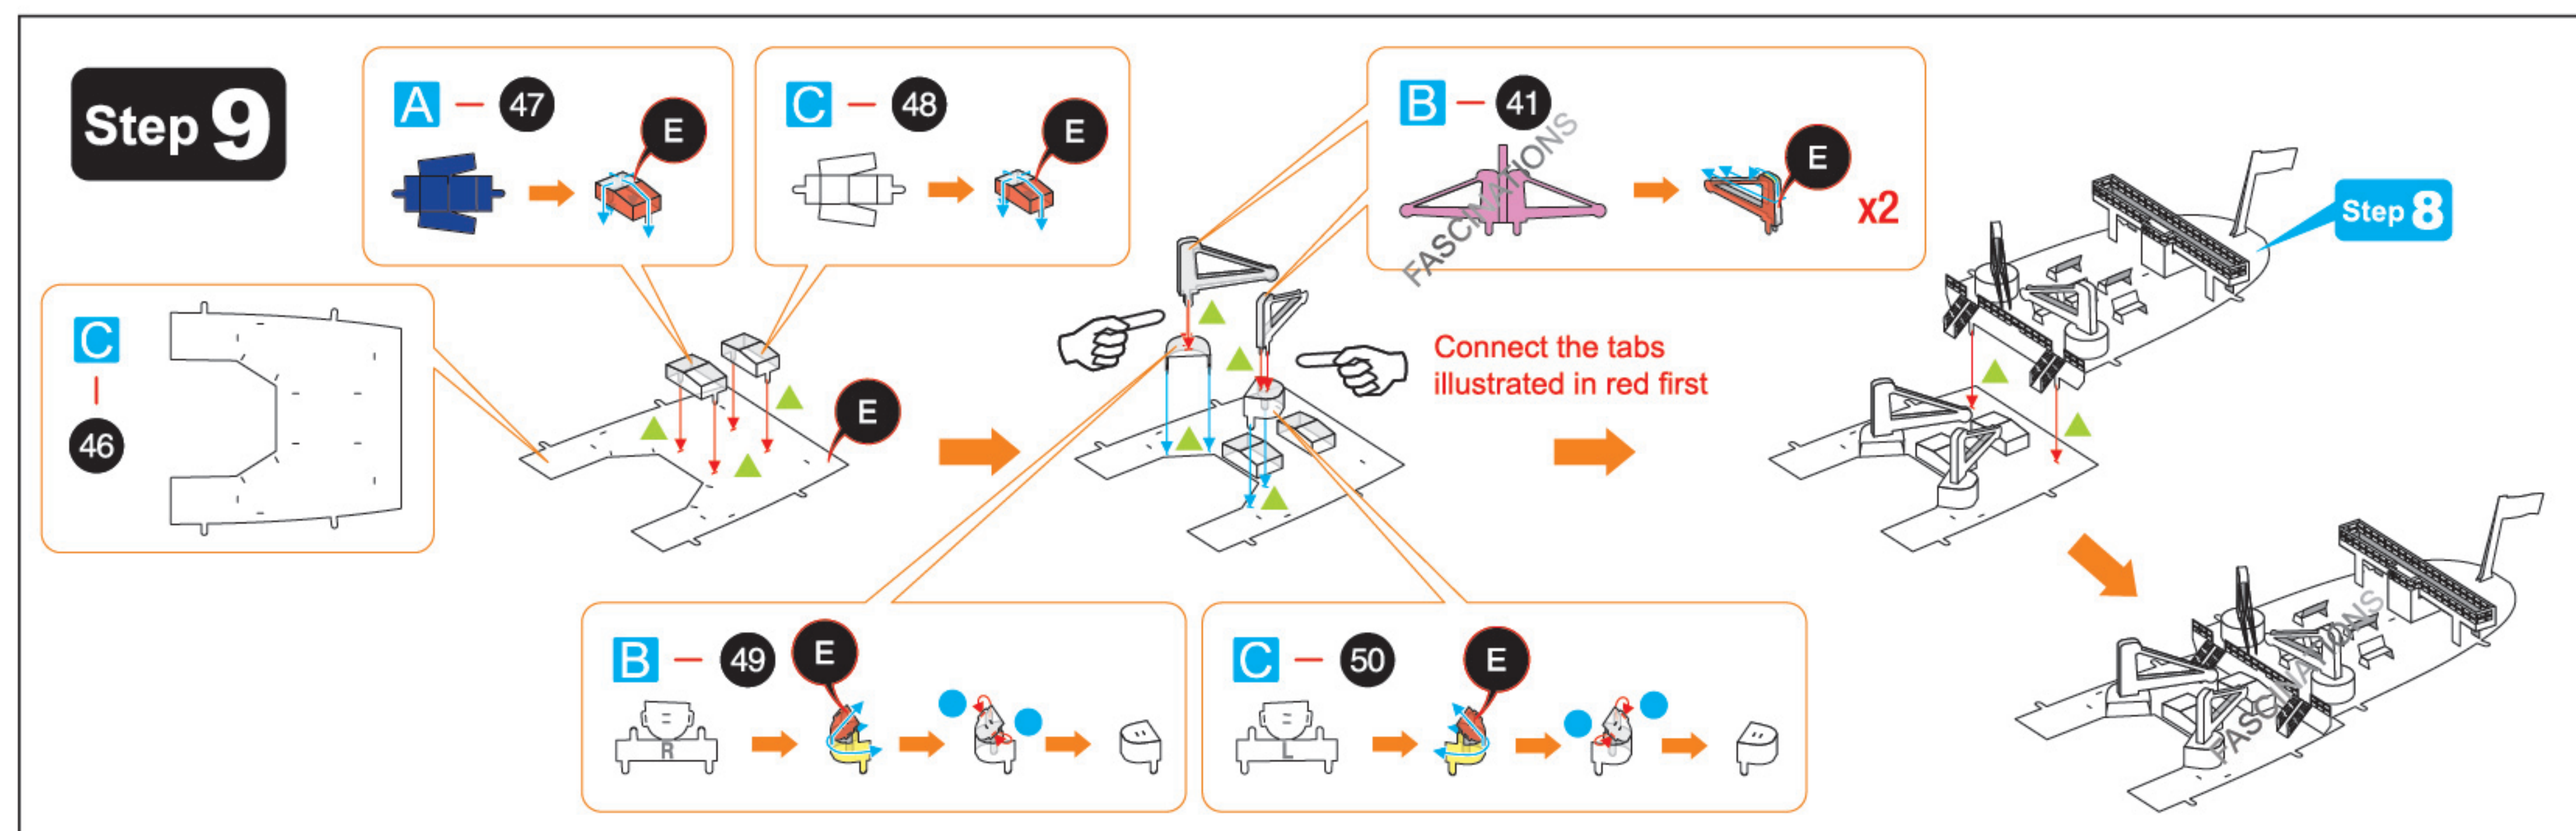 Step 9
A — 47
E
C — 48
E
B — 41
E
x2
FASCINATIONS
Step 8
C
46
E
Connect the tabs
illustrated in red first
B — 49
E
R
C — 50
E
L
FASCINATIONS